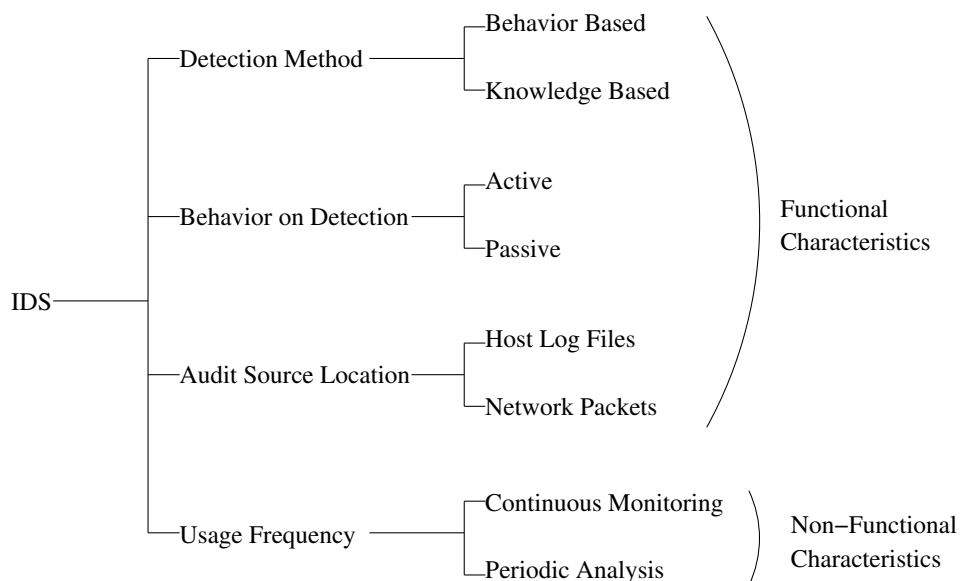 Behavior Based
Detection Method
Knowledge Based
Active
Behavior on Detection
Passive
Functional
Characteristics
IDS
Host Log Files
Audit Source Location
Network Packets
Continuous Monitoring
Usage Frequency
Non−Functional
Characteristics
Periodic Analysis